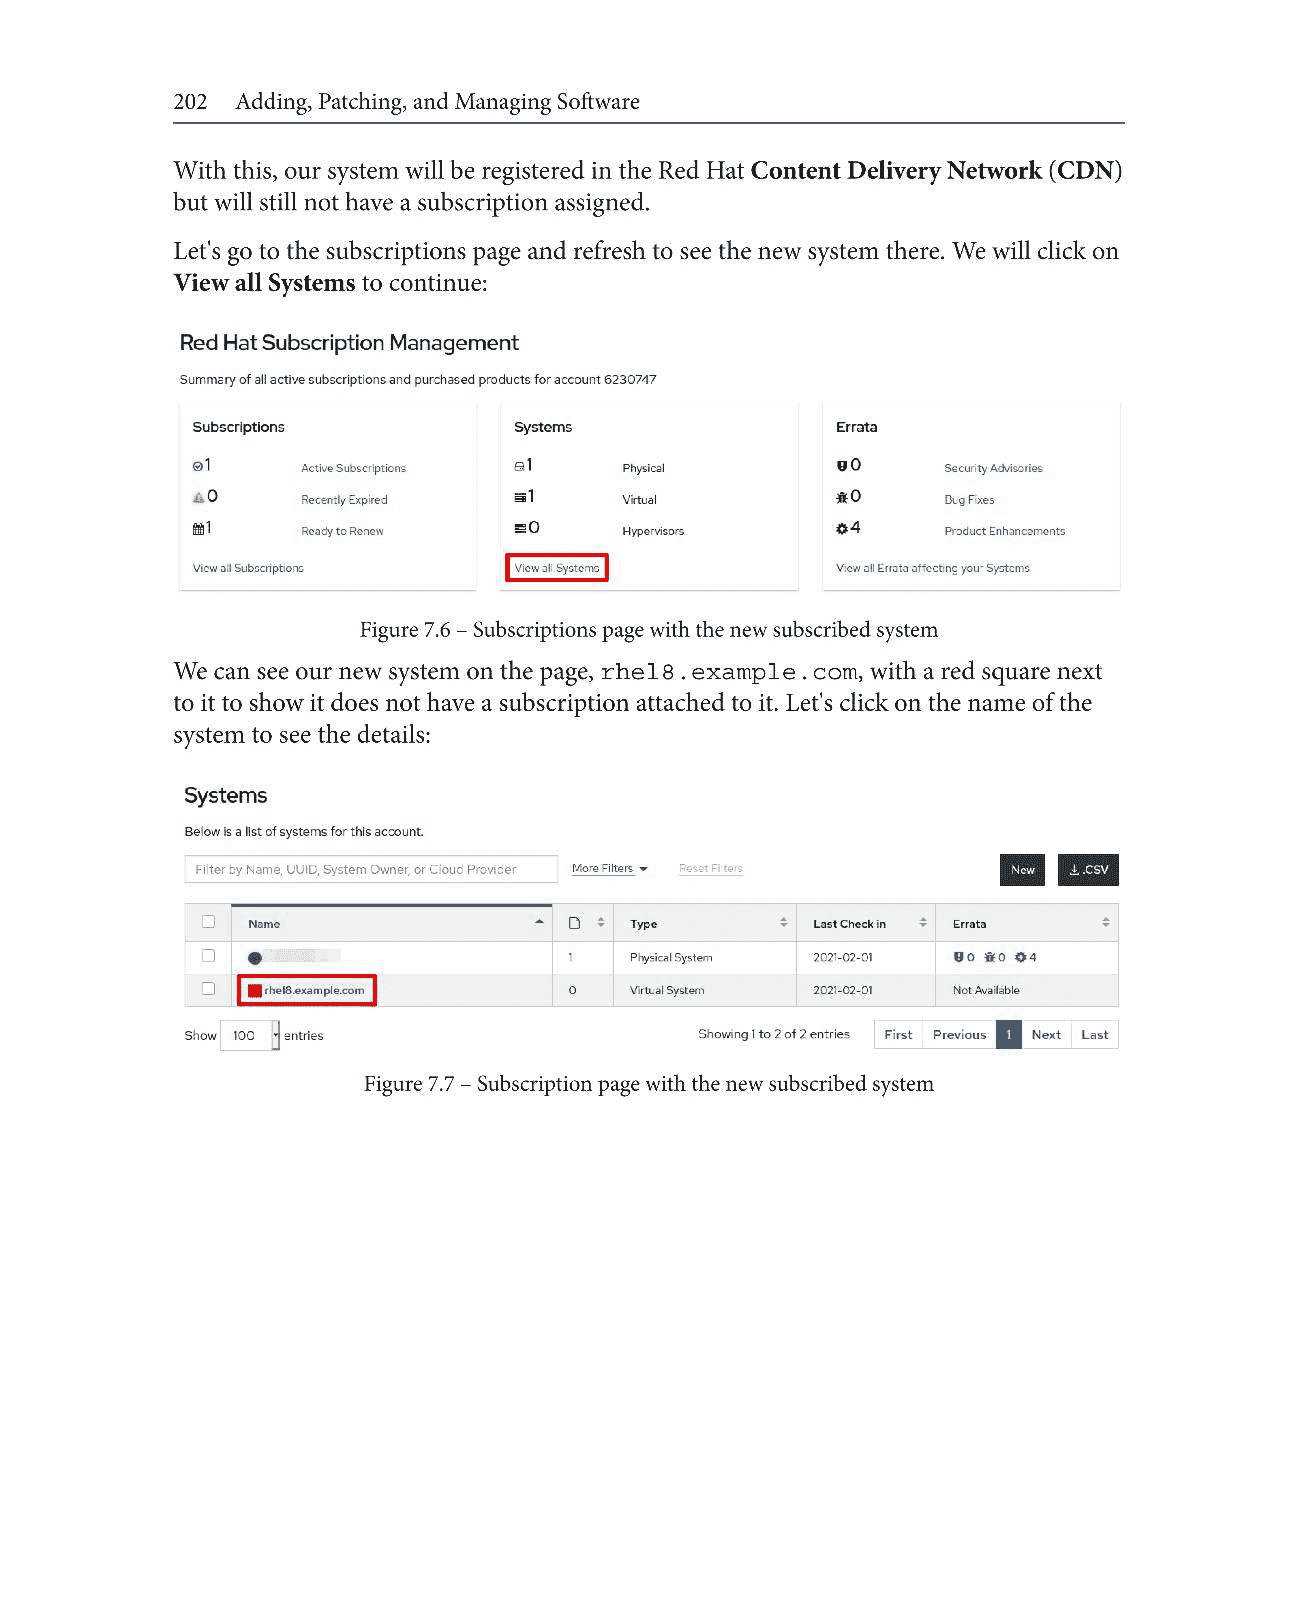 202 Adding, Patching, and Managing Software
With this, our system will be registered in the Red Hat Content Delivery Network (CDN)
but will still not have a subscription assigned.
Let's go to the subscriptions page and refresh to see the new system there. We will click on
View all Systems to continue:
Red Hat Subscription Management
Summary of all active subscriptions and purchased products for account 6230747
Subscriptions
1 Active Subscriptions
0 Recently Expired
1 Ready to Renew
View all Subscriptions
Systems
1 Physical
1 Virtual
0 Hypervisors
View all Systems
Errata
0 Security Advisories
0 Bug Fixes
4 Product Enhancements
View all Errata affecting your Systems
Figure 7.6 – Subscriptions page with the new subscribed system
We can see our new system on the page, rhel8.example.com, with a red square next
to it to show it does not have a subscription attached to it. Let's click on the name of the
system to see the details:
Systems
Below is a list of systems for this account.
Filter by Name, UUID, System Owner, or Cloud Provider More Filters Reset Filters New .CSV
Name Type Last Check in Errata
1 Physical System 2021-02-01 0 0 4
rhel8.example.com 0 Virtual System 2021-02-01 Not Available
Show 100 entries Showing 1 to 2 of 2 entries First Previous 1 Next Last
Figure 7.7 – Subscription page with the new subscribed system